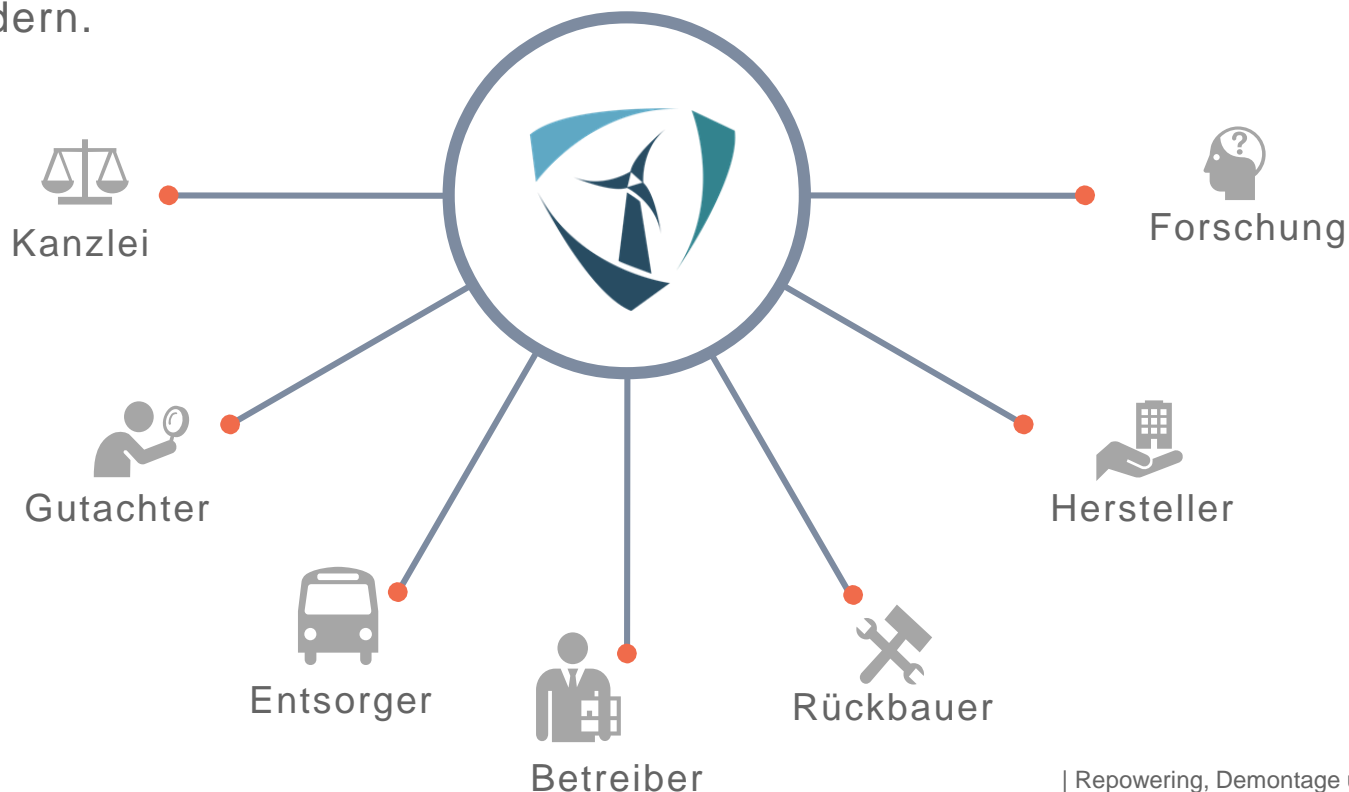 dern.
Kanzlei
Forschung
Gutachter
Hersteller
Entsorger
Rückbauer
Betreiber
?
| Repowering, Demontage u